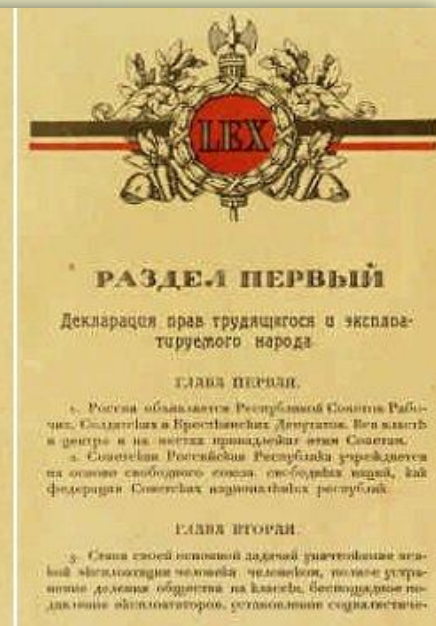 LEX
РАЗДЕЛ ПЕРВЫЙ
Декларация прав трудящегося и эксплоа-
тируемого народа
ГЛАВА ПЕРВАЯ.
1. Россия объявляется Республикой Советов Рабо-
чих, Солдатских и Крестьянских Депутатов. Вся власть
в центре и на местах принадлежит этим Советам.
2. Советская Российская Республика учреждается
на основе свободного союза свободных наций, как
федерация Советских национальных республик.
ГЛАВА ВТОРАЯ.
3. Ставя своей основной задачей уничтожение вся-
кой эксплоатации человека человеком, полное устра-
нение деления общества на классы, беспощадное по-
давление эксплоататоров, установление социалистиче-